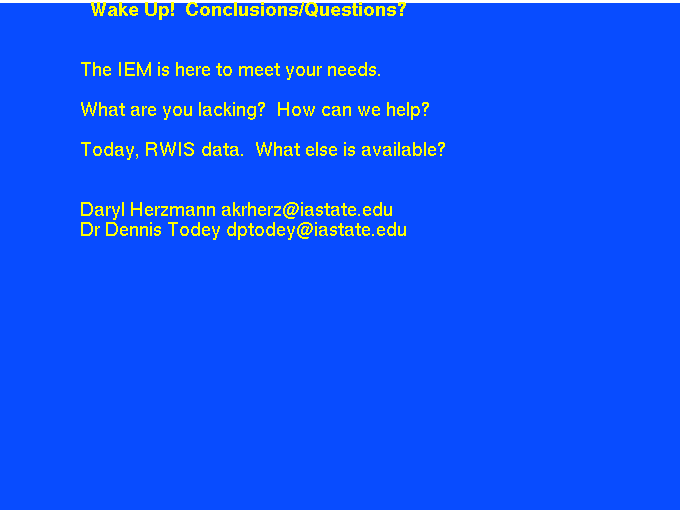 Wake Up!  Conclusions/Questions?
The IEM is here to meet your needs.
What are you lacking?  How can we help?
Today, RWIS data.  What else is available?
Daryl Herzmann akrherz@iastate.edu
Dr Dennis Todey dptodey@iastate.edu